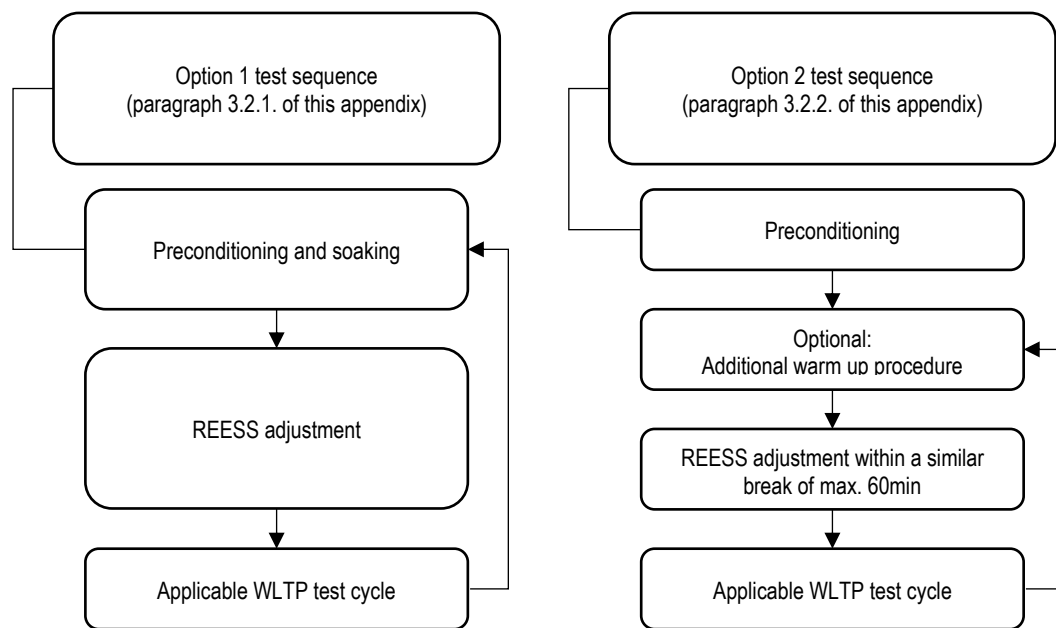 Option 1 test sequence
(paragraph 3.2.1. of this appendix)
Preconditioning and soaking
REESS adjustment
Applicable WLTP test cycle
Option 2 test sequence
(paragraph 3.2.2. of this appendix)
Preconditioning
Optional:
Additional warm up procedure
REESS adjustment within a similar
break of max. 60min
Applicable WLTP test cycle